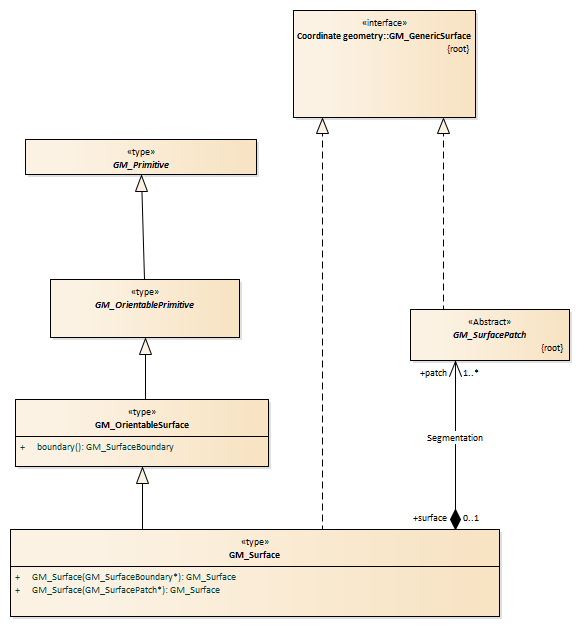 «interface»
Coordinate geometry::GM_GenericSurface
{root}
«type»
GM_Primitive
«type»
GM_OrientablePrimitive
«Abstract»
GM_SurfacePatch
{root}
+patch 1..*
«type»
GM_OrientableSurface
+ boundary(): GM_SurfaceBoundary
Segmentation
+surface 0..1
«type»
GM_Surface
+ GM_Surface(GM_SurfaceBoundary*): GM_Surface
+ GM_Surface(GM_SurfacePatch*): GM_Surface